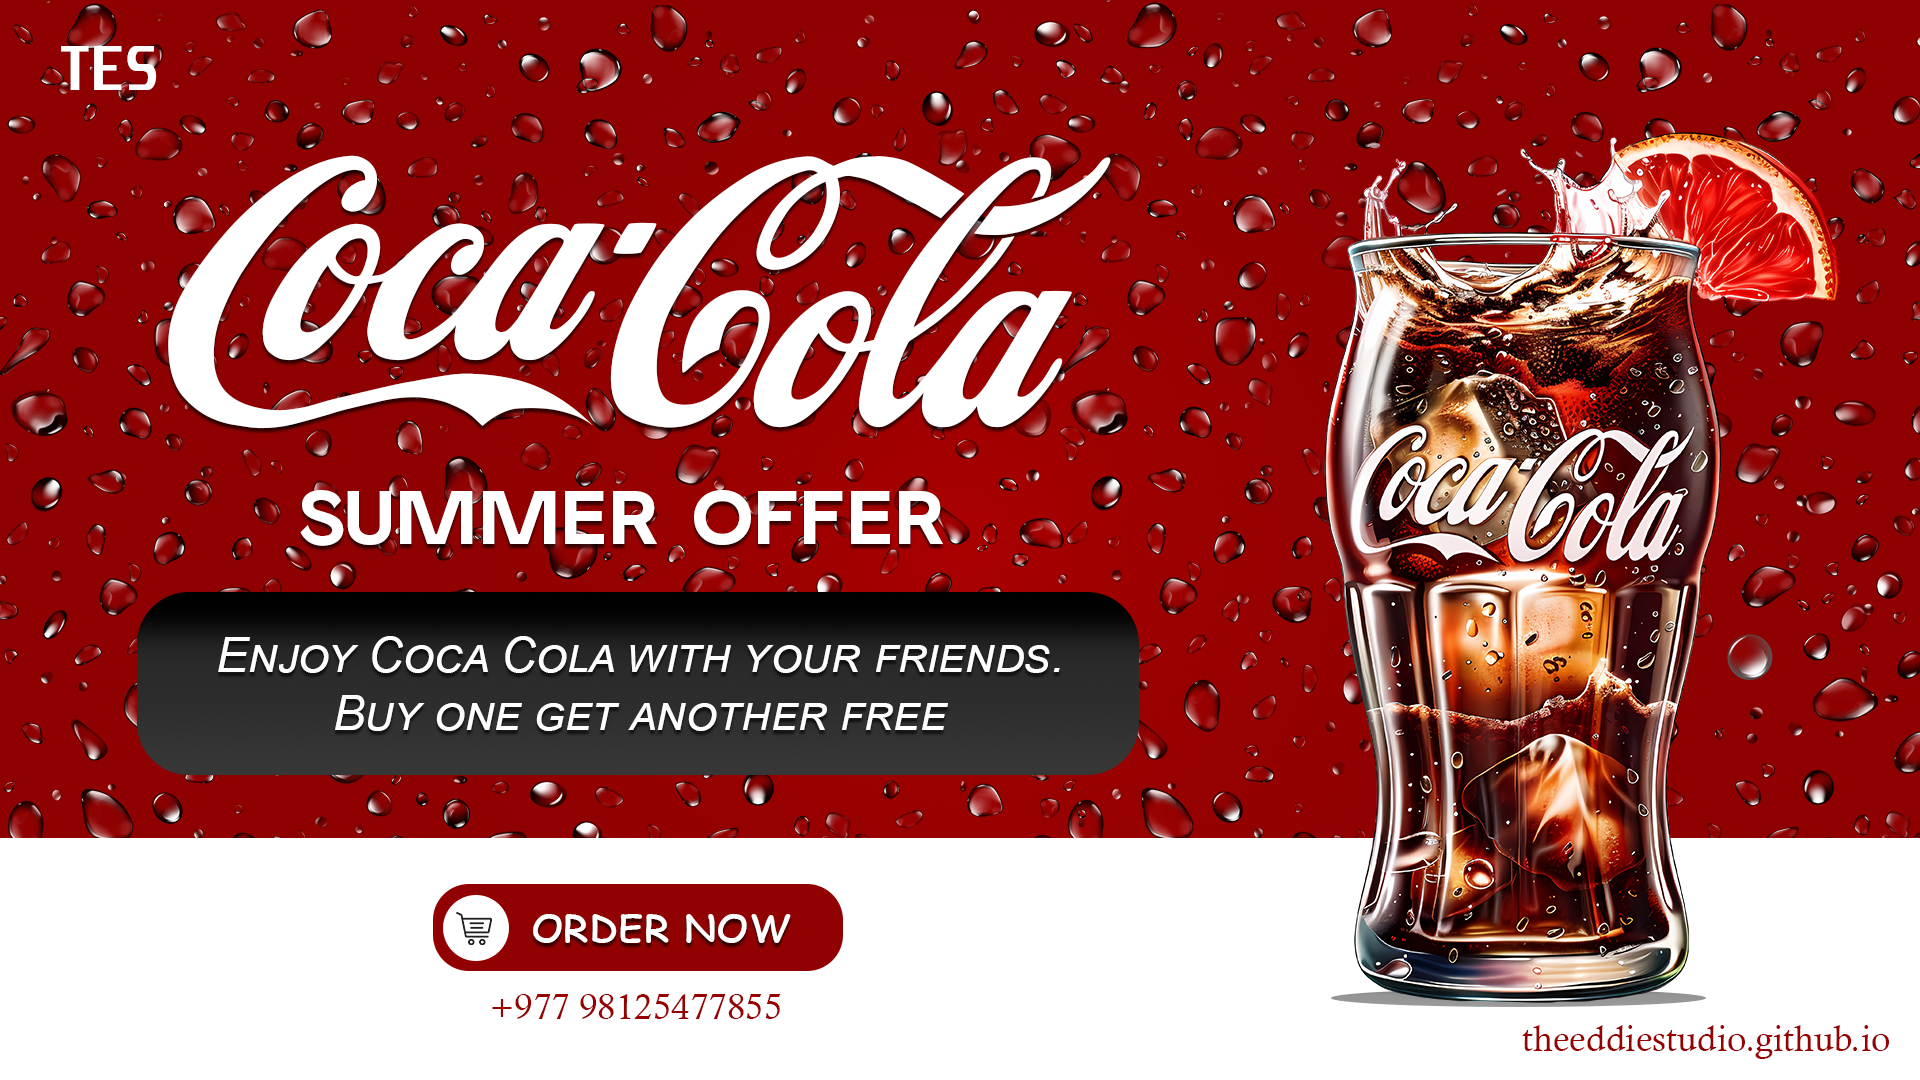 TES
Coca-Cola
SUMMER OFFER
ENJOY COCA COLA WITH YOUR FRIENDS.
BUY ONE GET ANOTHER FREE
Coca-Cola
ORDER NOW
+977 98125477855
theeddiestudio.github.io